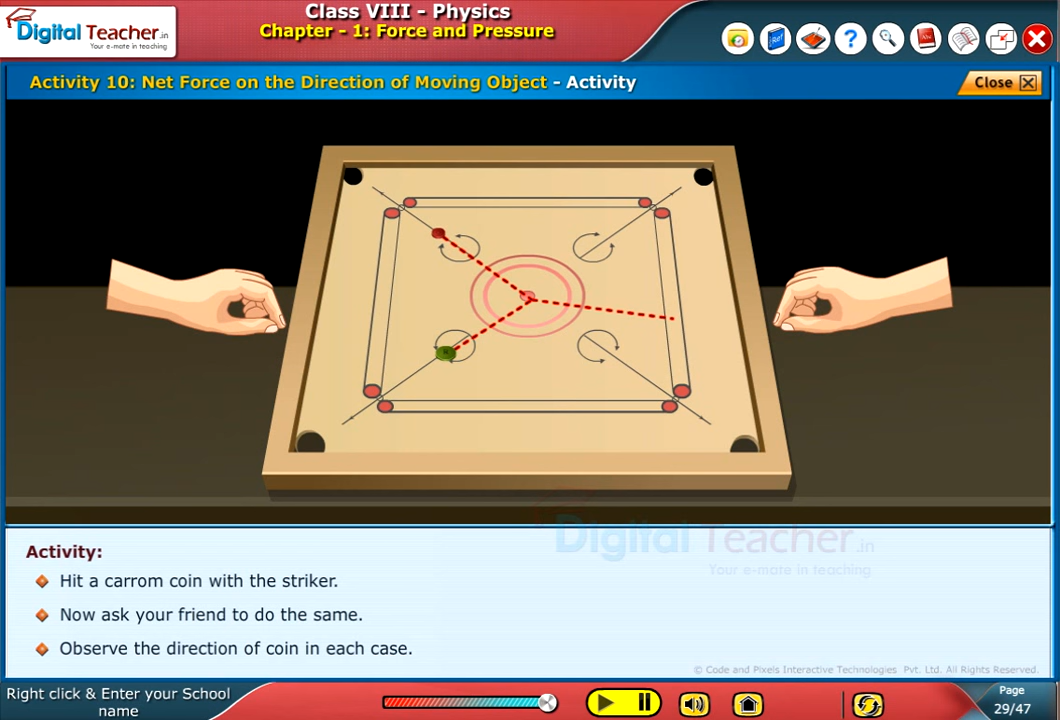 Digital Teacher.in
Your e-mate in teaching
Class VIII - Physics
Chapter - 1: Force and Pressure
Ref
?
Abc
Activity 10: Net Force on the Direction of Moving Object - Activity
Close
Digital Teacher.in
Your e-mate in teaching
Activity:
Hit a carrom coin with the striker.
Now ask your friend to do the same.
Observe the direction of coin in each case.
© Code and Pixels Interactive Technologies Pvt. Ltd. All Rights Reserved.
Right click & Enter your School
name
Page
29/47